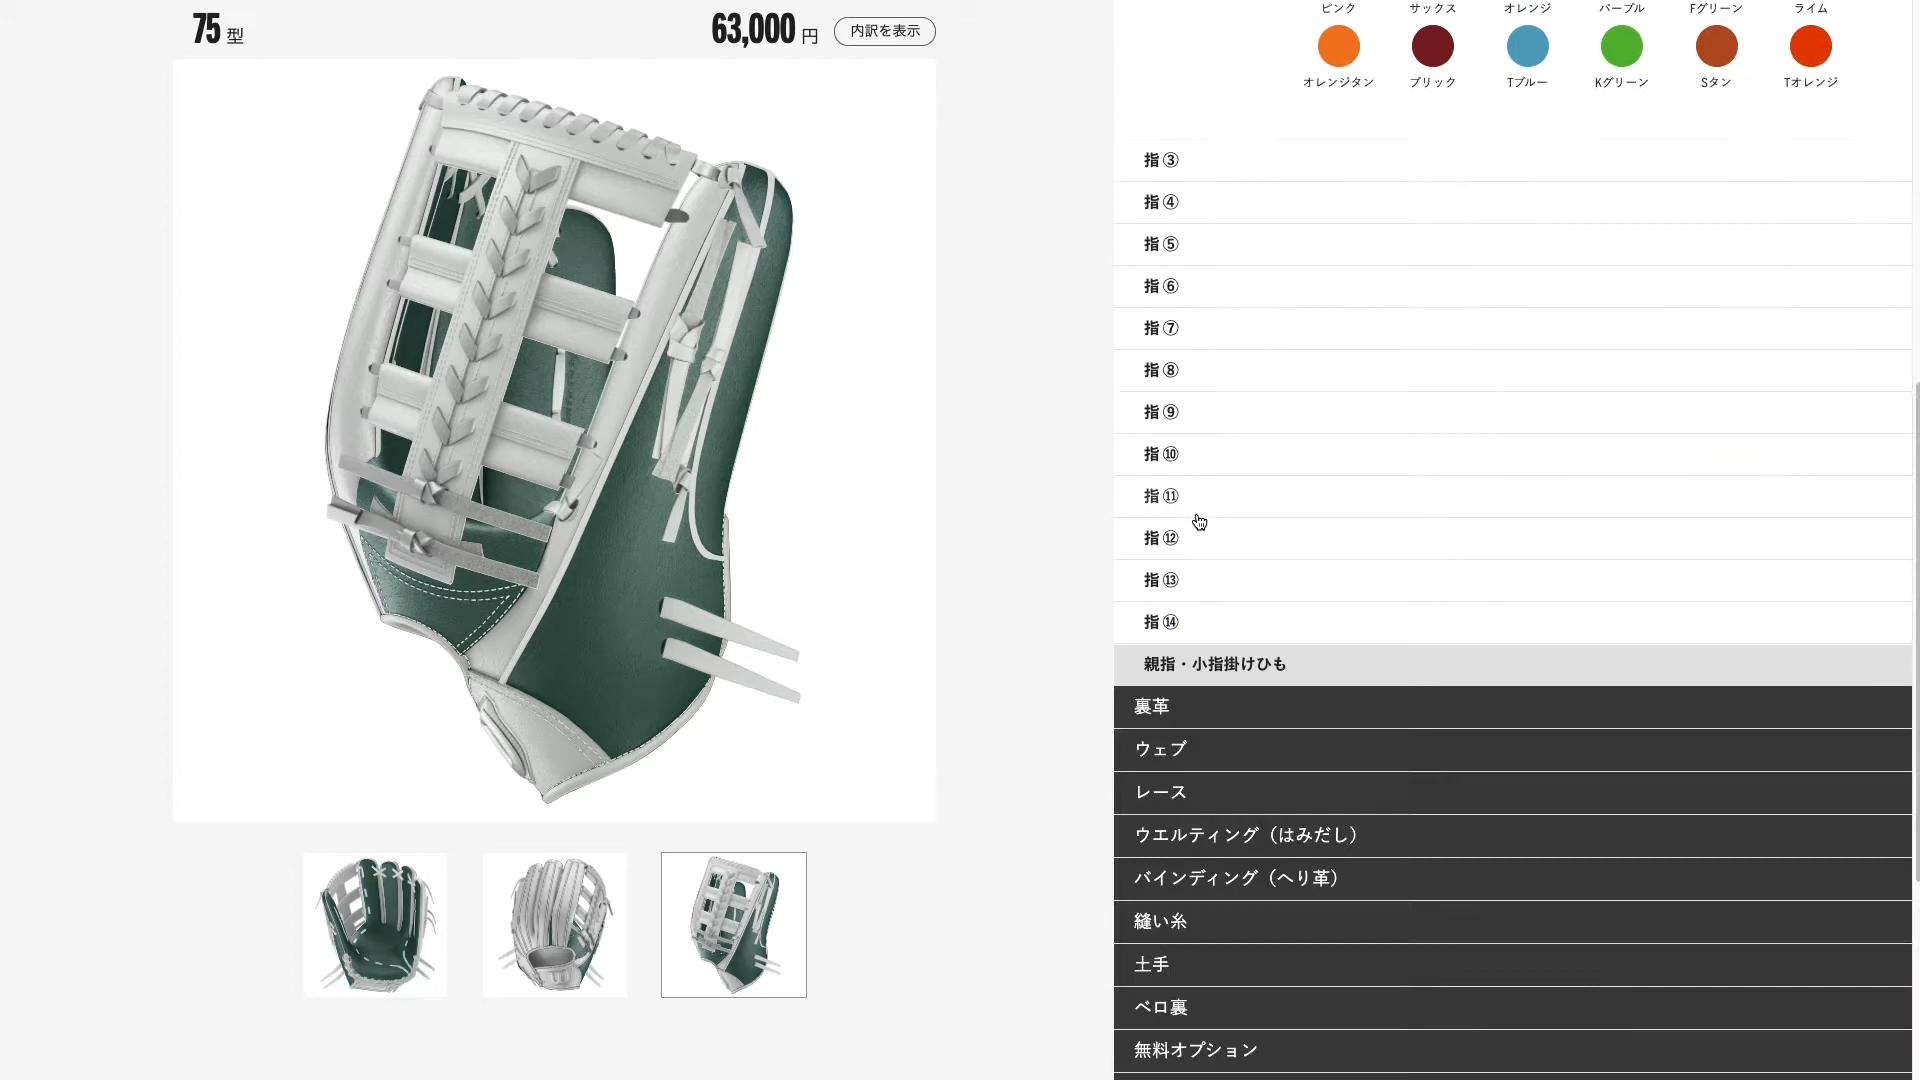 75 型
63,000 円
内訳を表示
ピンク サックス オレンジ パープル Fグリーン ライム
オレンジタン ブリック Tブルー Kグリーン Sタン Tオレンジ
指③
指④
指⑤
指⑥
指⑦
指⑧
指⑨
指⑩
指⑪
指⑫
指⑬
指⑭
親指・小指掛けひも
裏革
ウェブ
レース
ウエルティング（はみだし）
バインディング（へり革）
縫い糸
土手
ベロ裏
無料オプション